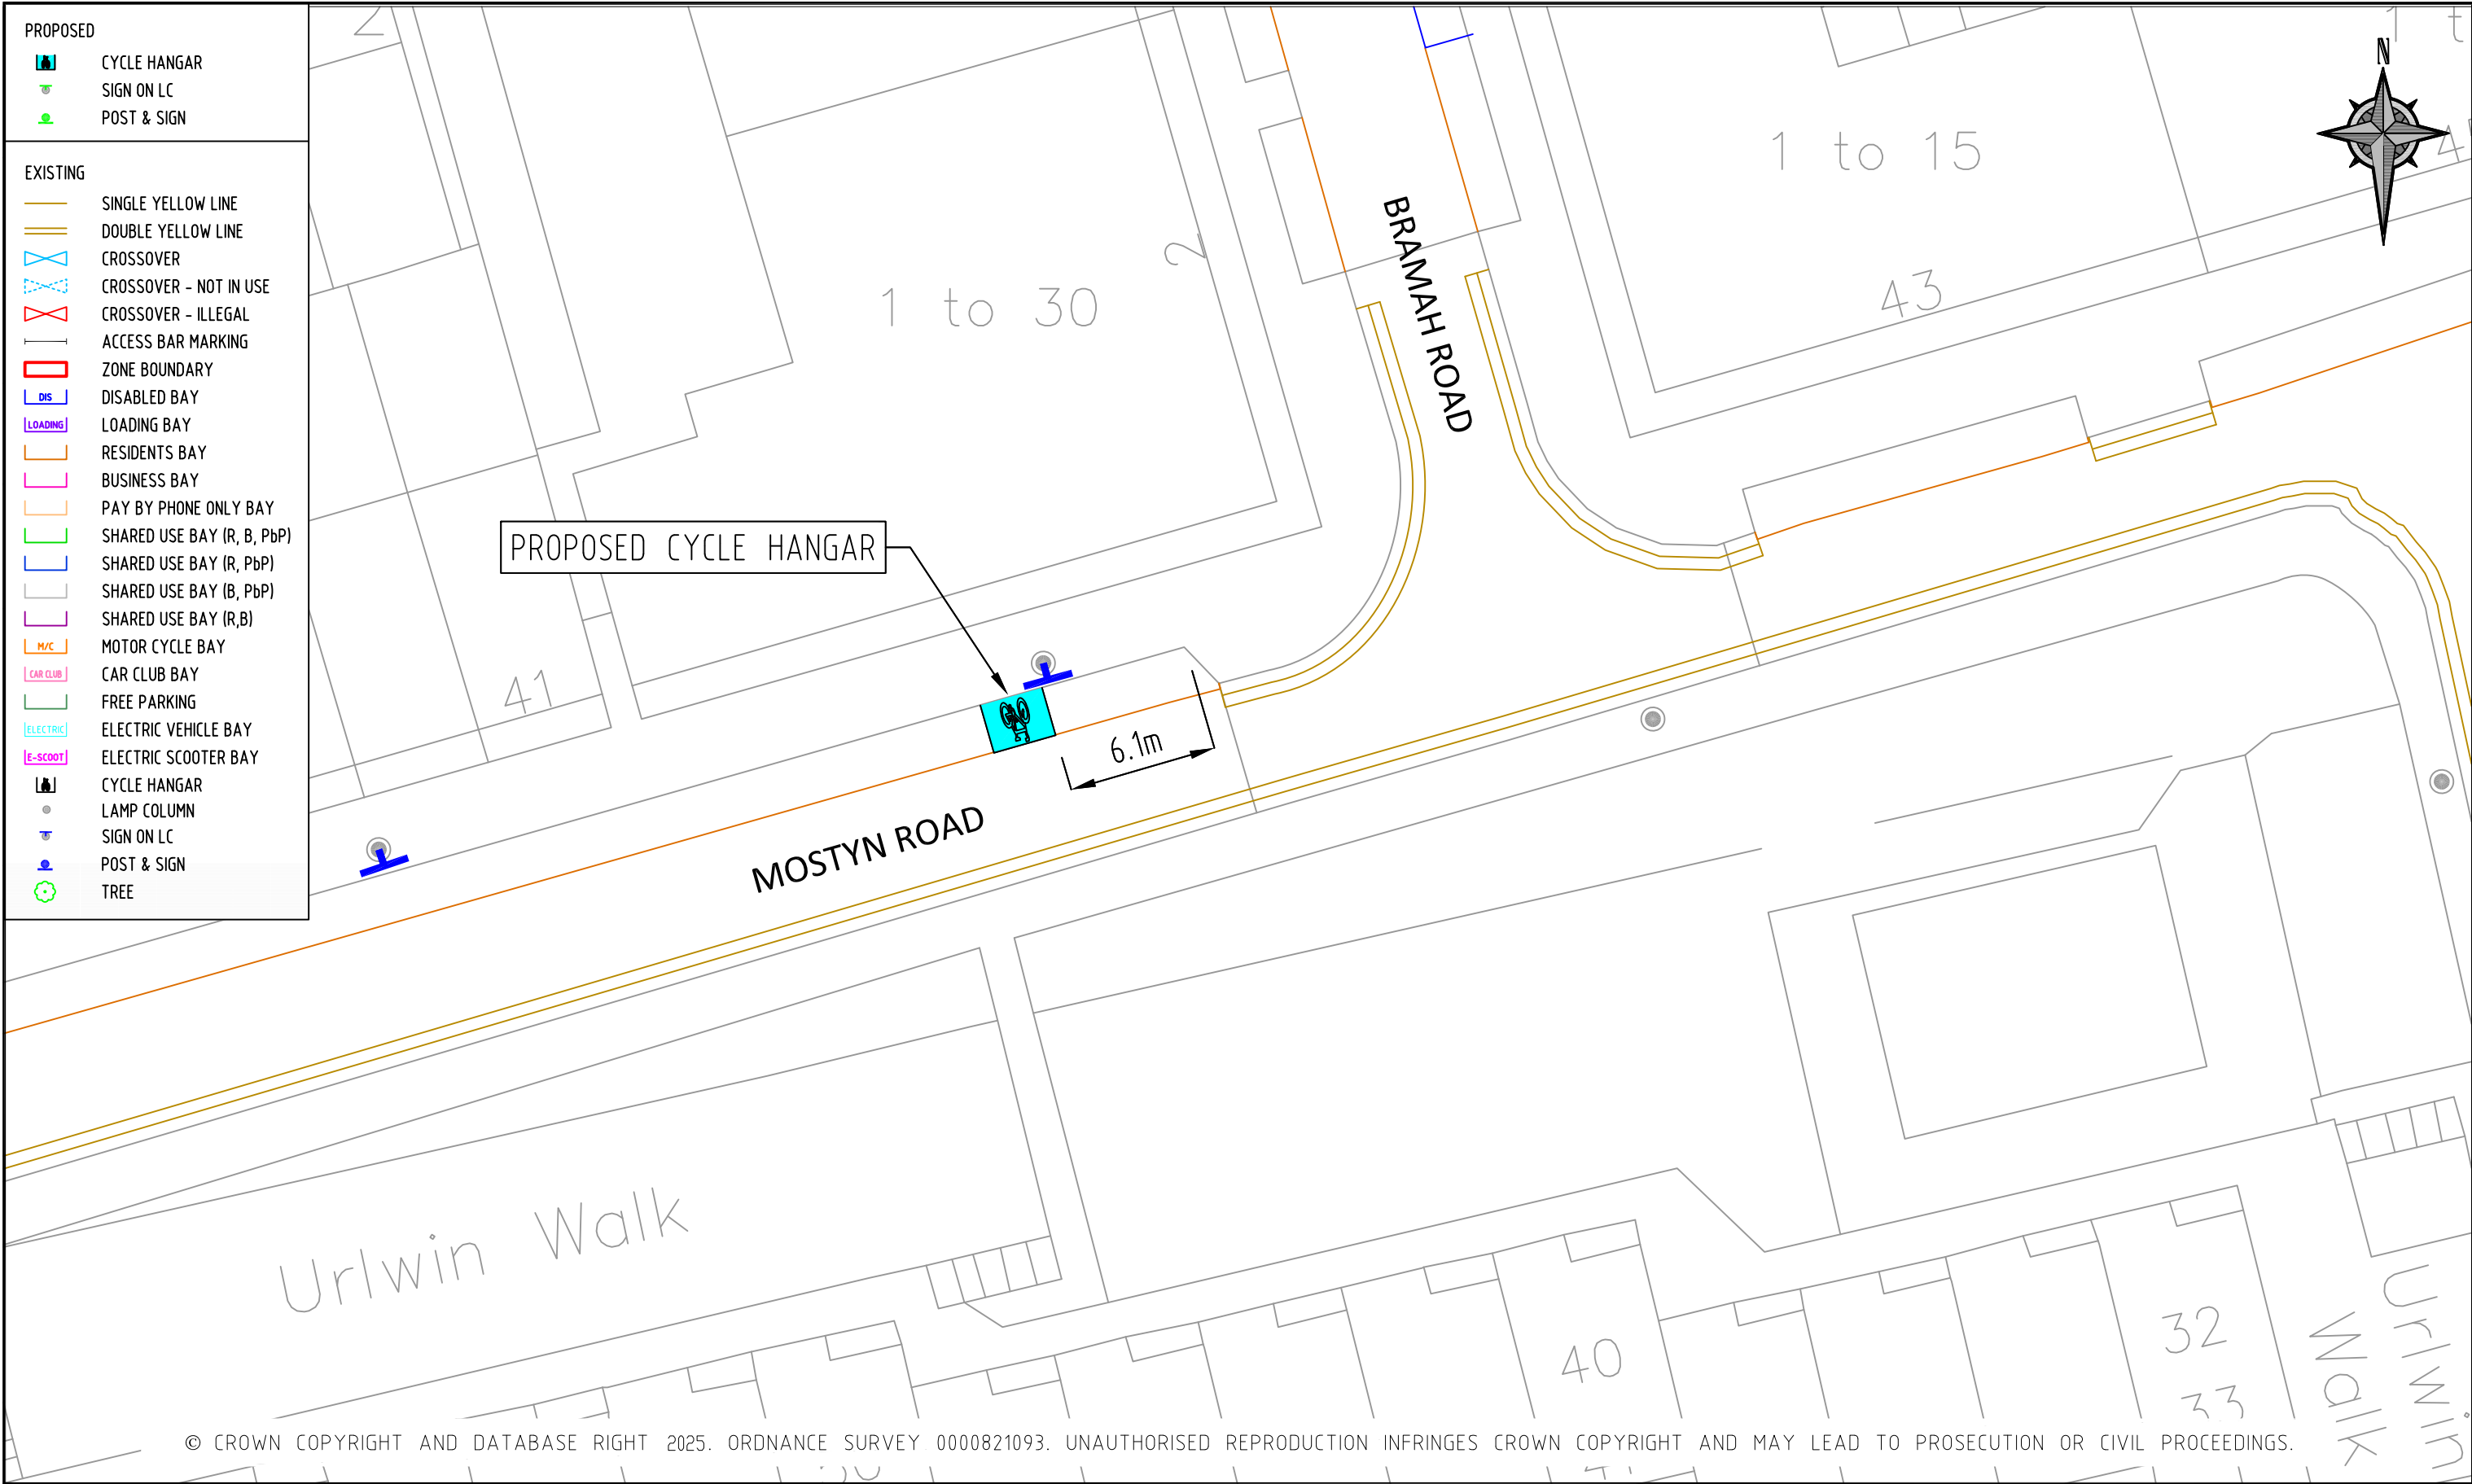 PROPOSED
CYCLE HANGAR
SIGN ON LC
POST & SIGN
EXISTING
SINGLE YELLOW LINE
DOUBLE YELLOW LINE
CROSSOVER
CROSSOVER - NOT IN USE
CROSSOVER - ILLEGAL
ACCESS BAR MARKING
ZONE BOUNDARY
DIS DISABLED BAY
LOADING LOADING BAY
RESIDENTS BAY
BUSINESS BAY
PAY BY PHONE ONLY BAY
SHARED USE BAY (R, B, PbP)
SHARED USE BAY (R, PbP)
SHARED USE BAY (B, PbP)
SHARED USE BAY (R,B)
M/C MOTOR CYCLE BAY
CAR CLUB CAR CLUB BAY
FREE PARKING
ELECTRIC ELECTRIC VEHICLE BAY
E-SCOOT ELECTRIC SCOOTER BAY
CYCLE HANGAR
LAMP COLUMN
SIGN ON LC
POST & SIGN
TREE
2
N
1 to 15
2
1 to 30
43
BRAMAH ROAD
PROPOSED CYCLE HANGAR
41
6.1m
MOSTYN ROAD
Urlwin Walk
40
32
33
Urlwin
Walk
© CROWN COPYRIGHT AND DATABASE RIGHT 2025. ORDNANCE SURVEY 0000821093. UNAUTHORISED REPRODUCTION INFRINGES CROWN COPYRIGHT AND MAY LEAD TO PROSECUTION OR CIVIL PROCEEDINGS.